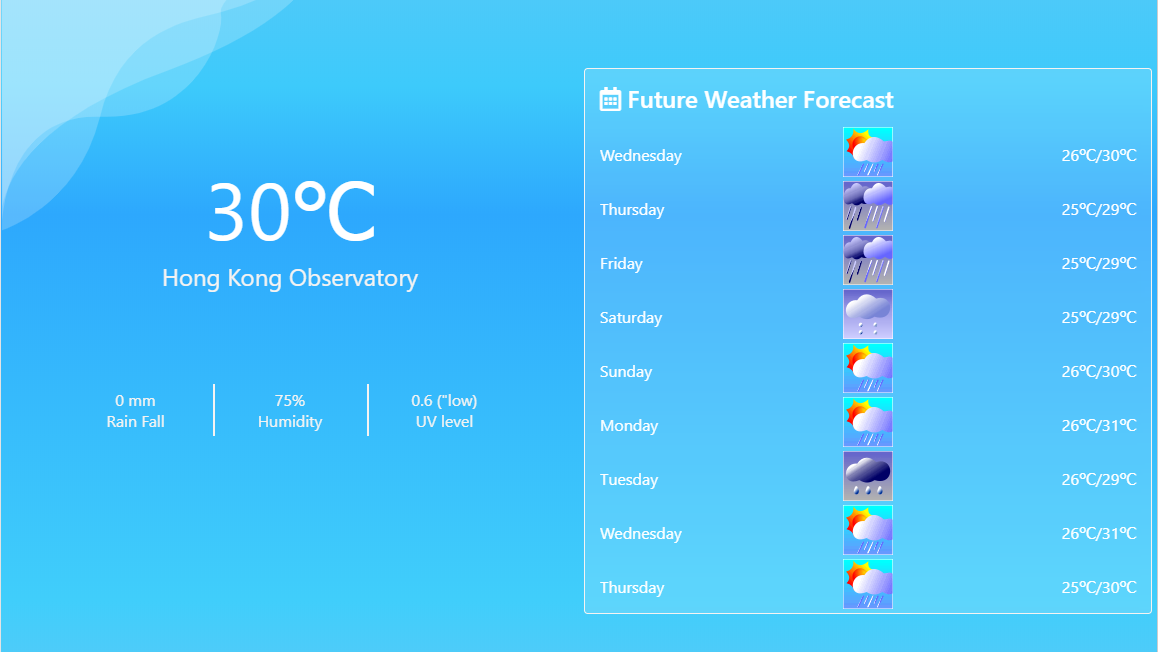 30℃
Hong Kong Observatory
0 mm
Rain Fall
75%
Humidity
0.6 ("low)
UV level
Future Weather Forecast
Wednesday 26ºC/30ºC
Thursday 25ºC/29ºC
Friday 25ºC/29ºC
Saturday 25ºC/29ºC
Sunday 26ºC/30ºC
Monday 26ºC/31ºC
Tuesday 26ºC/29ºC
Wednesday 26ºC/31ºC
Thursday 25ºC/30ºC